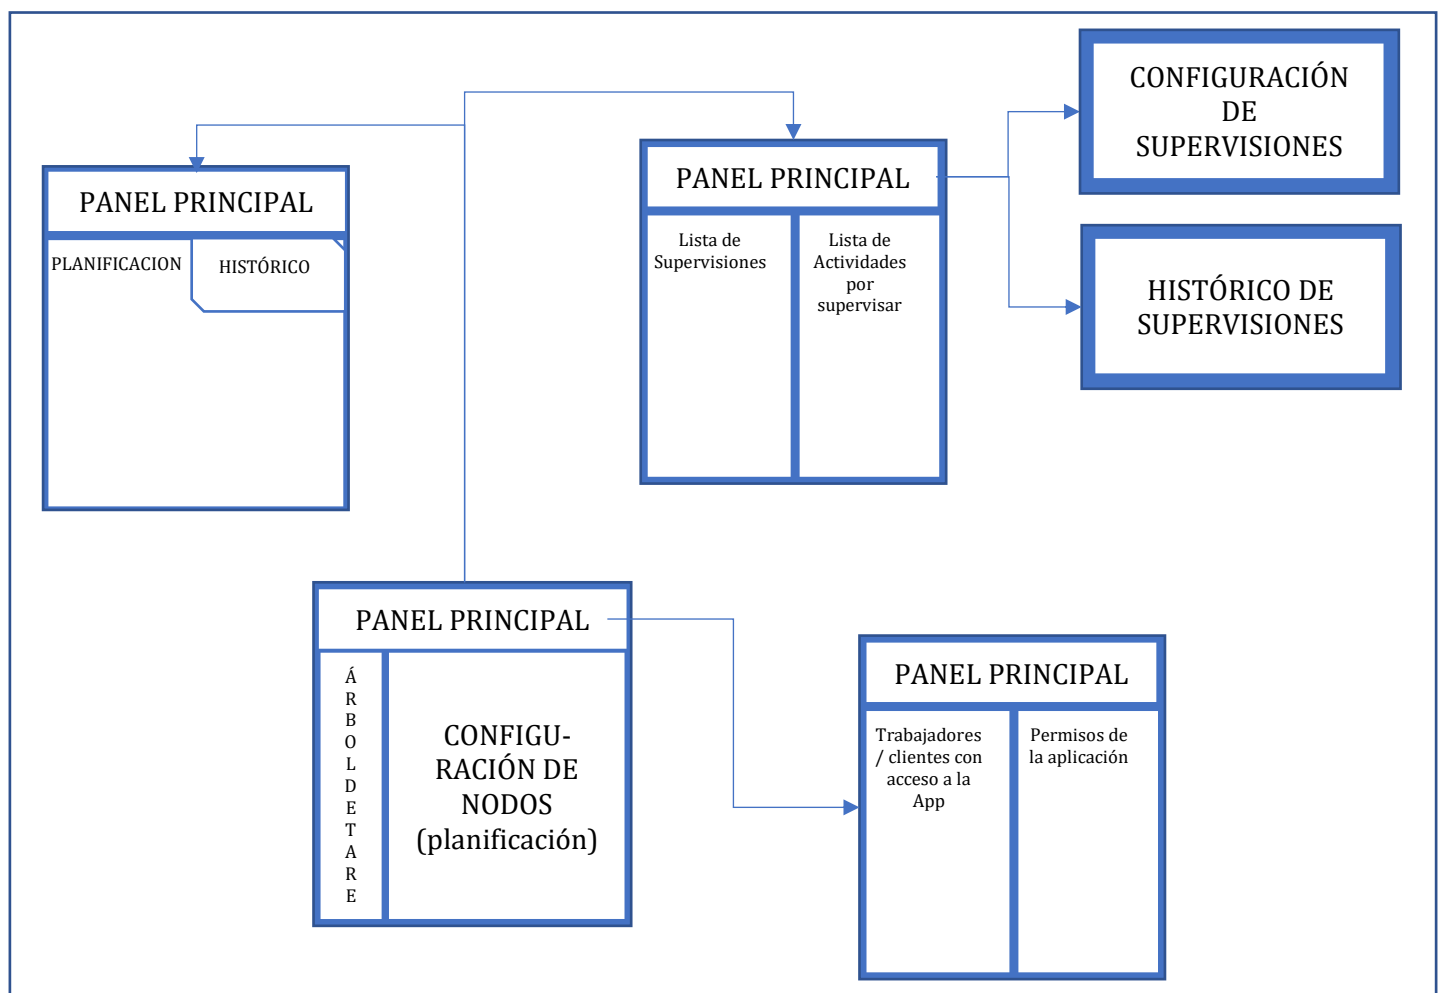 CONFIGURACIÓN
DE
SUPERVISIONES
PANEL PRINCIPAL
PLANIFICACION
HISTÓRICO
PANEL PRINCIPAL
Lista de
Supervisiones
Lista de
Actividades
por
supervisar
HISTÓRICO DE
SUPERVISIONES
PANEL PRINCIPAL
Á
R
B
O
L
D
E
T
A
R
E
CONFIGU-
RACIÓN DE
NODOS
(planificación)
PANEL PRINCIPAL
Trabajadores
/ clientes con
acceso a la
App
Permisos de
la aplicación